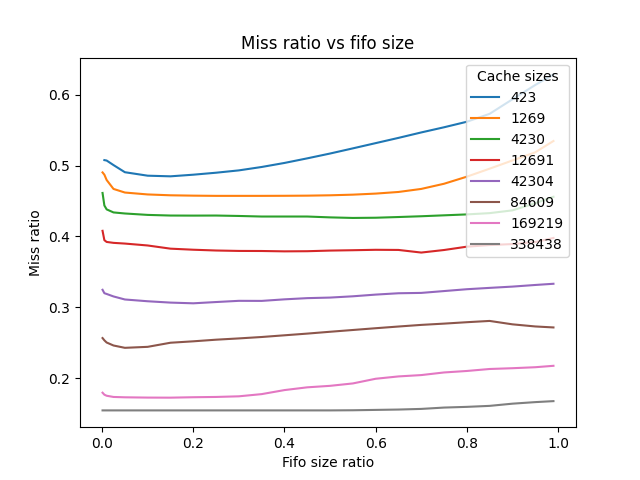 Miss ratio vs fifo size
Cache sizes
423
1269
4230
12691
42304
84609
169219
338438
0.6
0.5
0.4
0.3
0.2
Miss ratio
0.0 0.2 0.4 0.6 0.8 1.0
Fifo size ratio